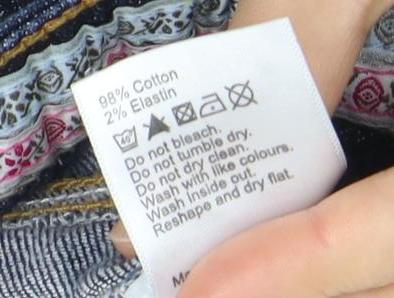 98% Cotton
2% Elastin
40°
Do not bleach.
Do not tumble dry.
Do not dry clean.
Wash with like colours.
Wash inside out.
Reshape and dry flat.